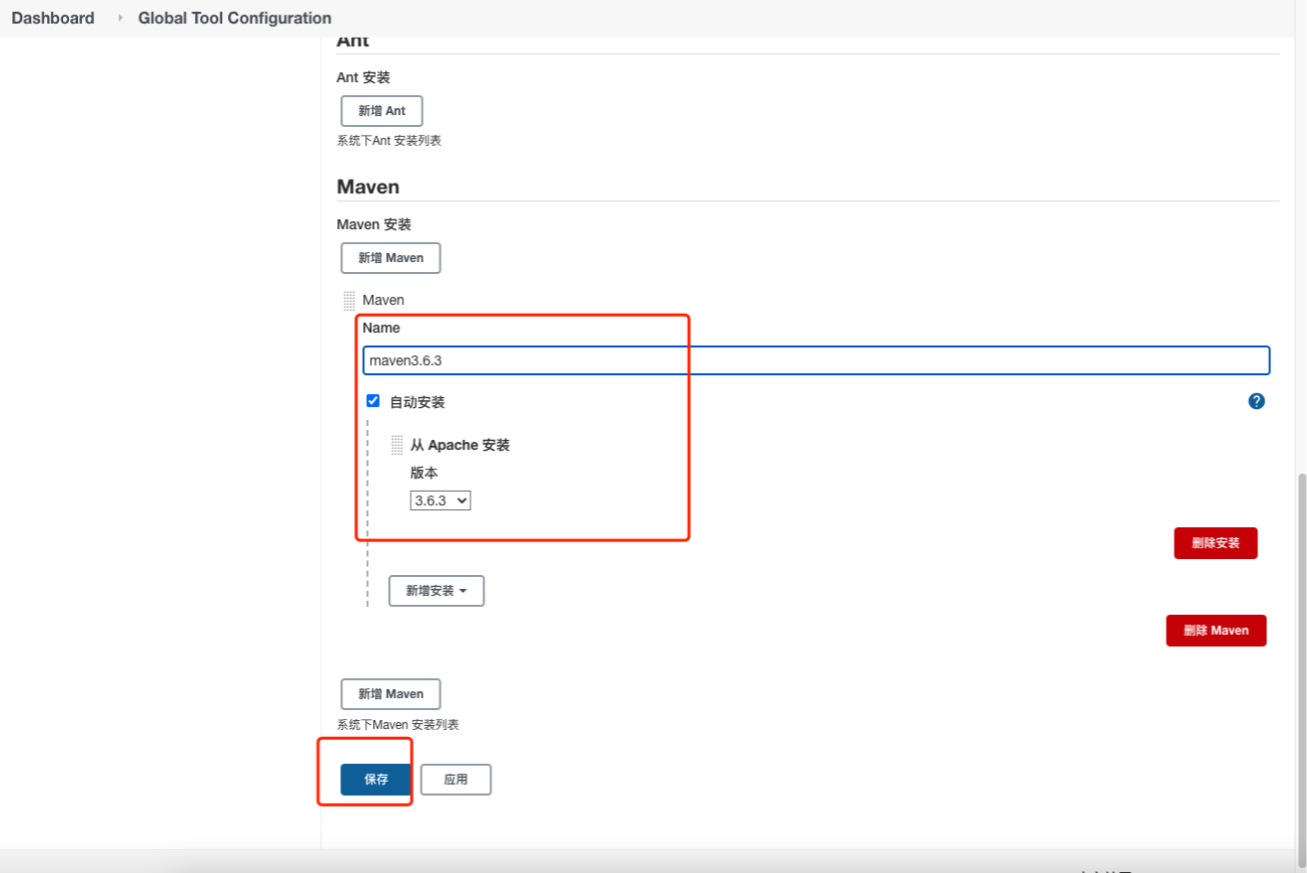 Dashboard
Global Tool Configuration
Ant
Ant 安装
新增 Ant
系统下Ant 安装列表
Maven
Maven 安装
新增 Maven
Maven
Name
maven3.6.3
自动安装
从 Apache 安装
版本
3.6.3
删除安装
新增安装
删除 Maven
新增 Maven
系统下Maven 安装列表
保存
应用